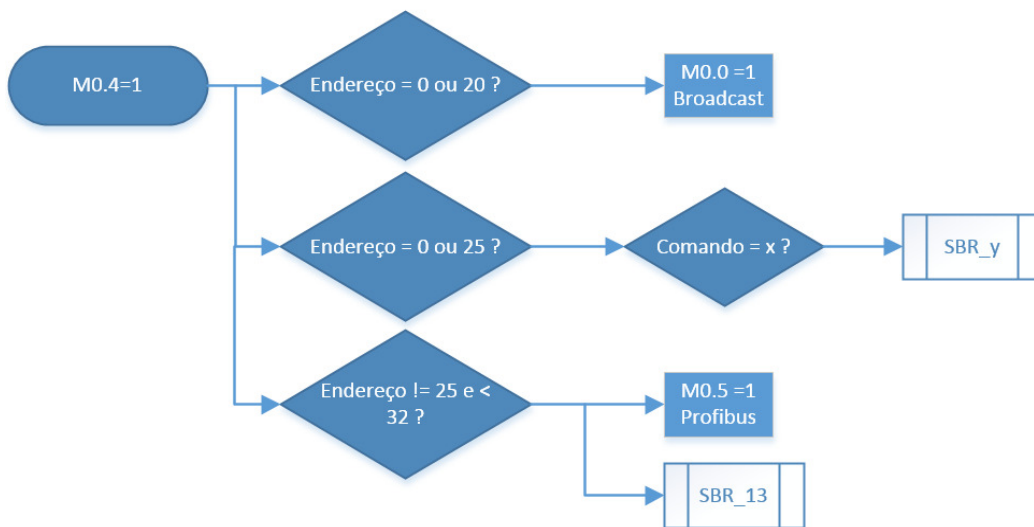 M0.4=1
Endereço = 0 ou 20 ?
M0.0 =1
Broadcast
Endereço = 0 ou 25 ?
Comando = x ?
SBR_y
Endereço != 25 e <
32 ?
M0.5 =1
Profibus
SBR_13